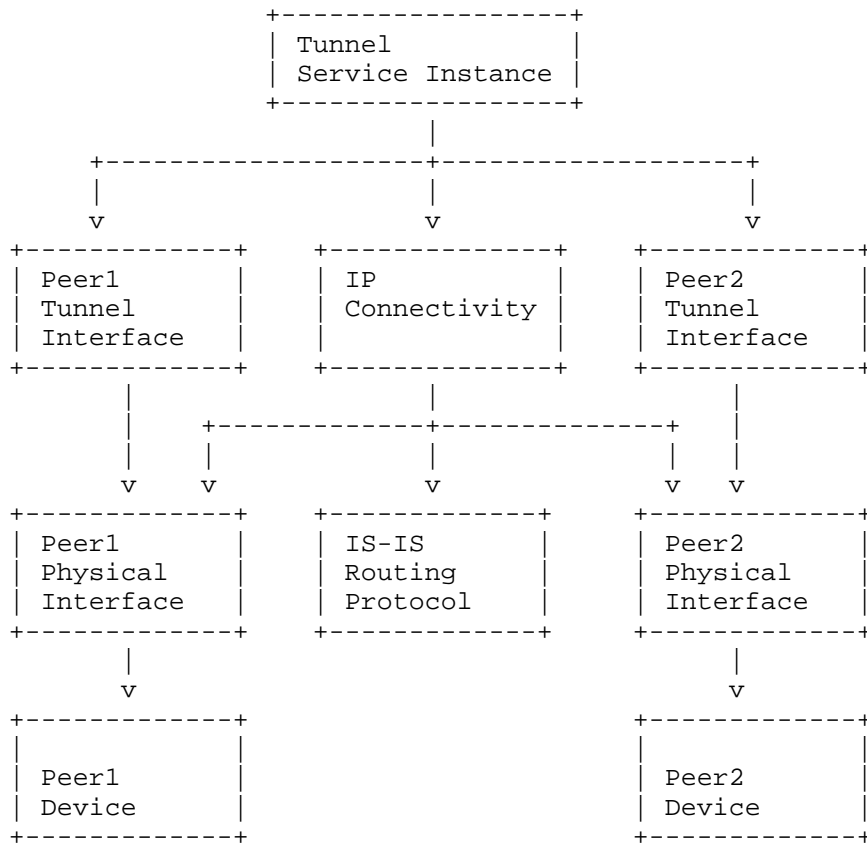 Tunnel
Service Instance
Peer1
Tunnel
Interface
IP
Connectivity
Peer2
Tunnel
Interface
Peer1
Physical
Interface
IS-IS
Routing
Protocol
Peer2
Physical
Interface
Peer1
Device
Peer2
Device